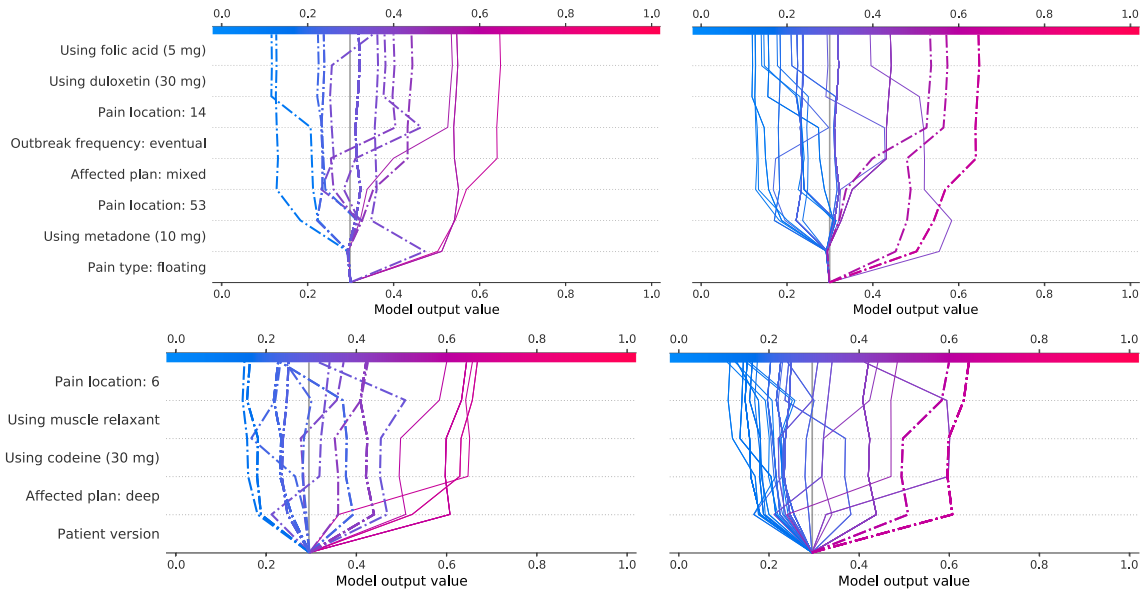 0.0 0.2 0.4 0.6 0.8 1.0
0.0 0.2 0.4 0.6 0.8 1.0
Using folic acid (5 mg)
Using duloxetin (30 mg)
Pain location: 14
Outbreak frequency: eventual
Affected plan: mixed
Pain location: 53
Using metadone (10 mg)
Pain type: floating
0.0 0.2 0.4 0.6 0.8 1.0
Model output value
0.0 0.2 0.4 0.6 0.8 1.0
Model output value
0.0 0.2 0.4 0.6 0.8 1.0
0.0 0.2 0.4 0.6 0.8 1.0
Pain location: 6
Using muscle relaxant
Using codeine (30 mg)
Affected plan: deep
Patient version
0.0 0.2 0.4 0.6 0.8 1.0
Model output value
0.0 0.2 0.4 0.6 0.8 1.0
Model output value